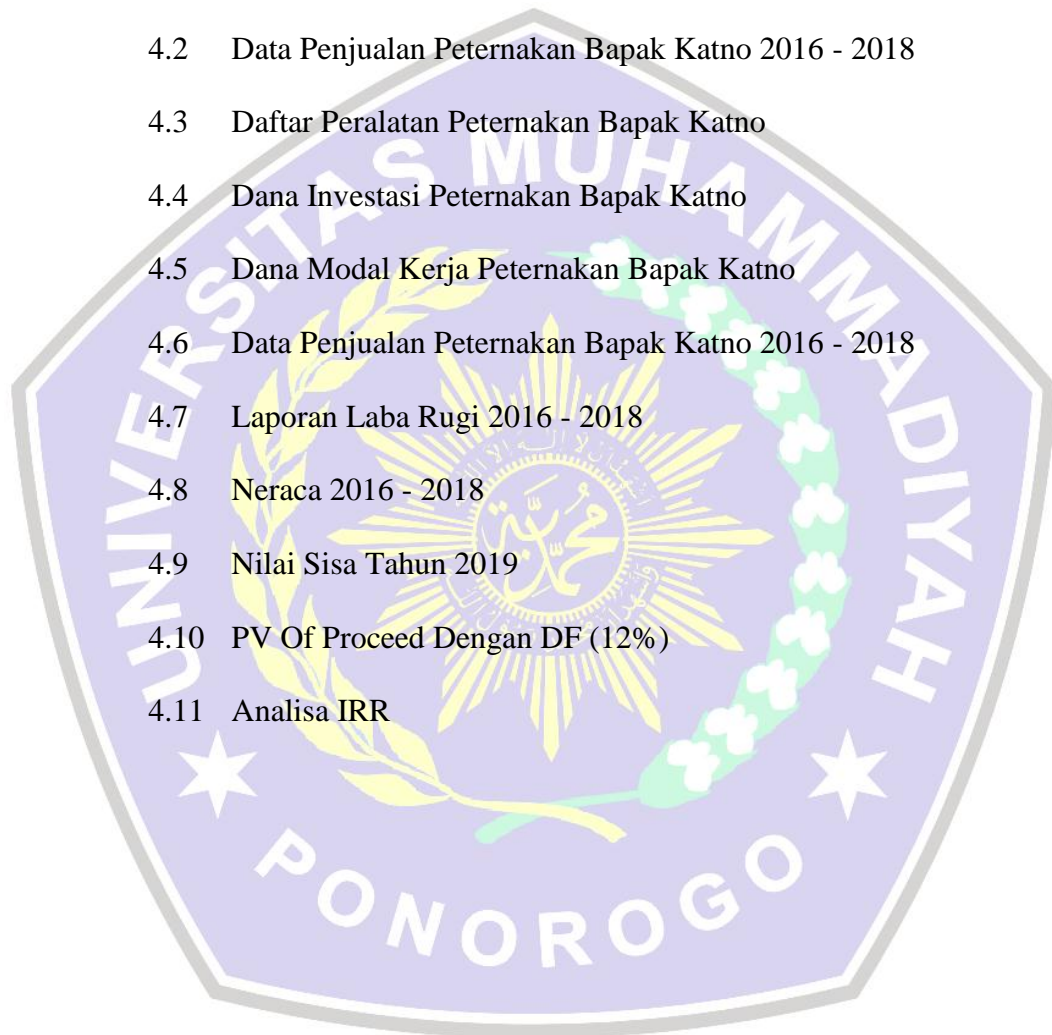 4.2 Data Penjualan Peternakan Bapak Katno 2016 - 2018
4.3 Daftar Peralatan Peternakan Bapak Katno
4.4 Dana Investasi Peternakan Bapak Katno
4.5 Dana Modal Kerja Peternakan Bapak Katno
4.6 Data Penjualan Peternakan Bapak Katno 2016 - 2018
4.7 Laporan Laba Rugi 2016 - 2018
4.8 Neraca 2016 - 2018
4.9 Nilai Sisa Tahun 2019
4.10 PV Of Proceed Dengan DF (12%)
4.11 Analisa IRR
UNIVERSITAS MUHAMMADIYAH
PONOROGO